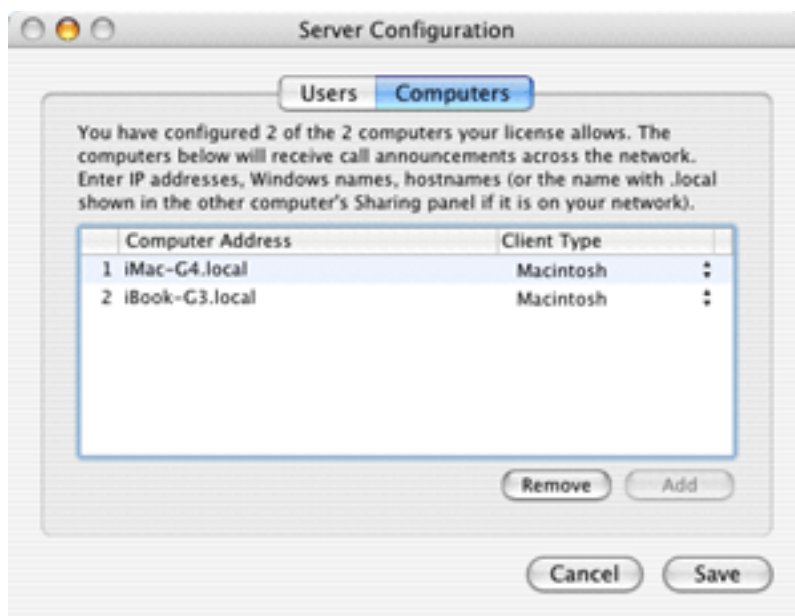 Server Configuration
Users Computers
You have configured 2 of the 2 computers your license allows. The
computers below will receive call announcements across the network.
Enter IP addresses, Windows names, hostnames (or the name with .local
shown in the other computer's Sharing panel if it is on your network).
Computer Address Client Type
1 iMac-G4.local Macintosh
2 iBook-G3.local Macintosh
Remove Add
Cancel Save